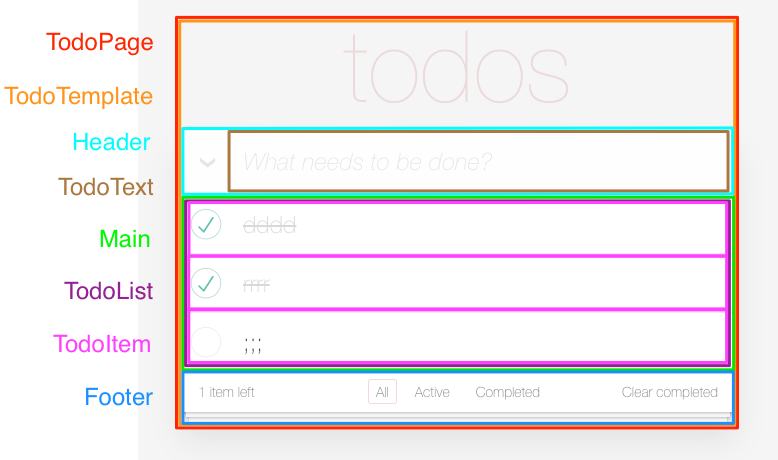 todos
TodoPage
TodoTemplate
Header
What needs to be done?
TodoText
dddd
Main
TodoList
rrrr
TodoItem
;;;
Footer
1 item left All Active Completed Clear completed